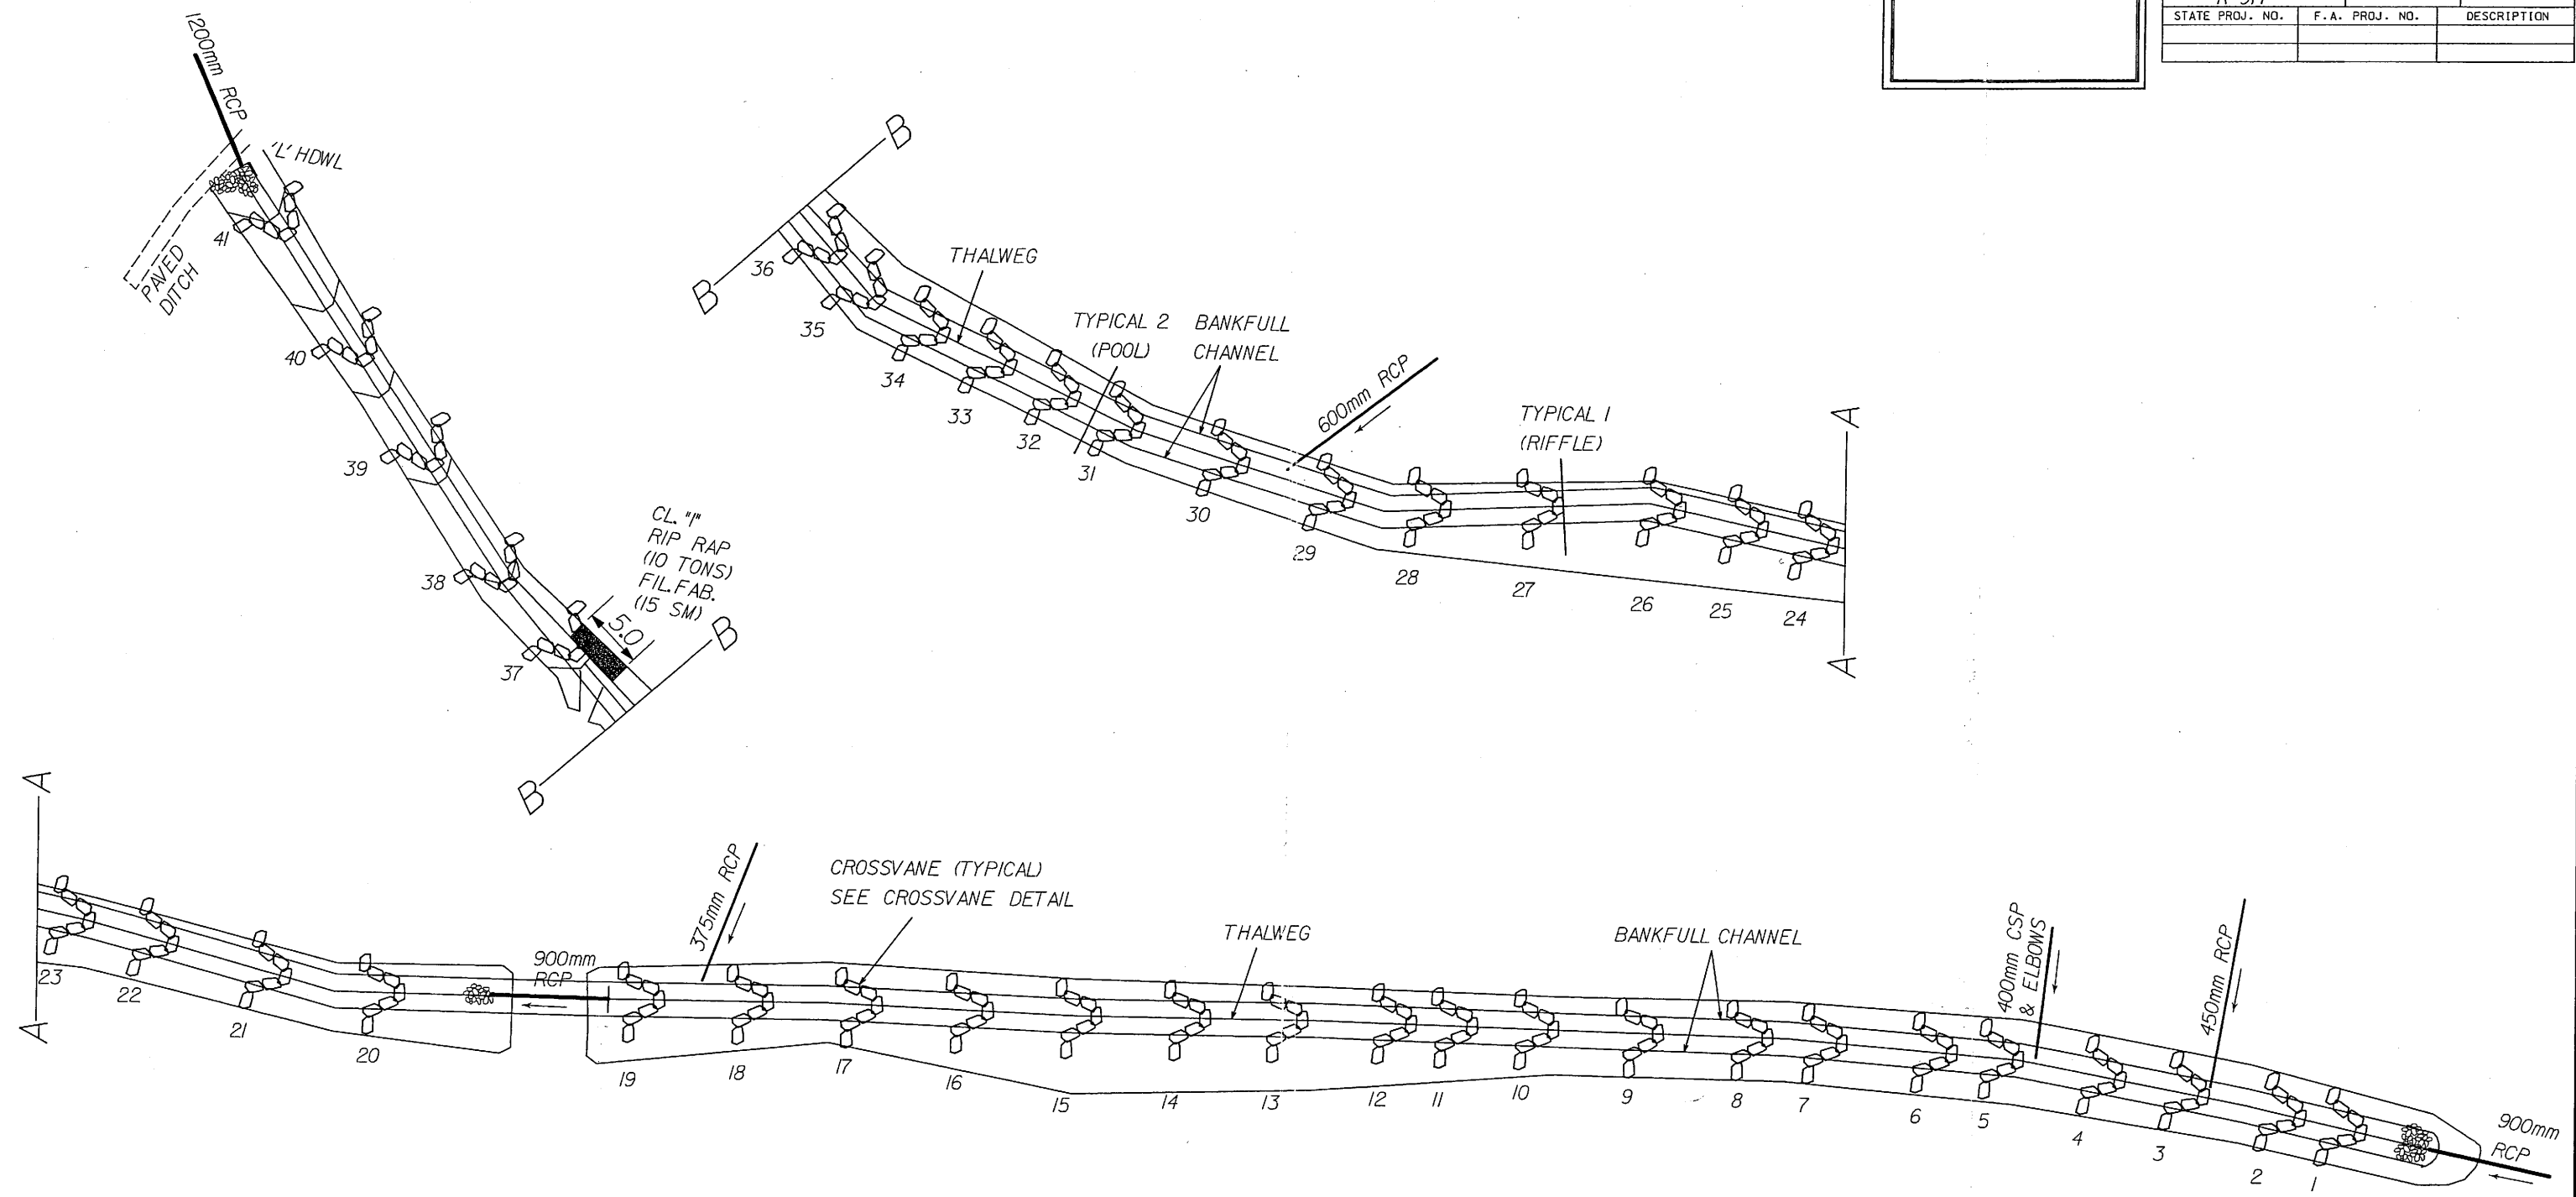 STATE PROJ. NO. F.A. PROJ. NO. DESCRIPTION
1200mm RCP
'L' HDWL
PAVED
DITCH
41
40
39
38
37
CL. "I"
RIP RAP
(10 TONS)
FIL.FAB.
(15 SM)
5.0
B
B
B
B
THALWEG
TYPICAL 2
(POOL)
BANKFULL
CHANNEL
600mm RCP
TYPICAL 1
(RIFFLE)
A
A
36
35
34
33
32
31
30
29
28
27
26
25
24
A
A
23
22
21
20
900mm
RCP
375mm RCP
CROSSVANE (TYPICAL)
SEE CROSSVANE DETAIL
THALWEG
BANKFULL CHANNEL
400mm CSP
& ELBOWS
450mm RCP
900mm
RCP
19
18
17
16
15
14
13
12
11
10
9
8
7
6
5
4
3
2
1